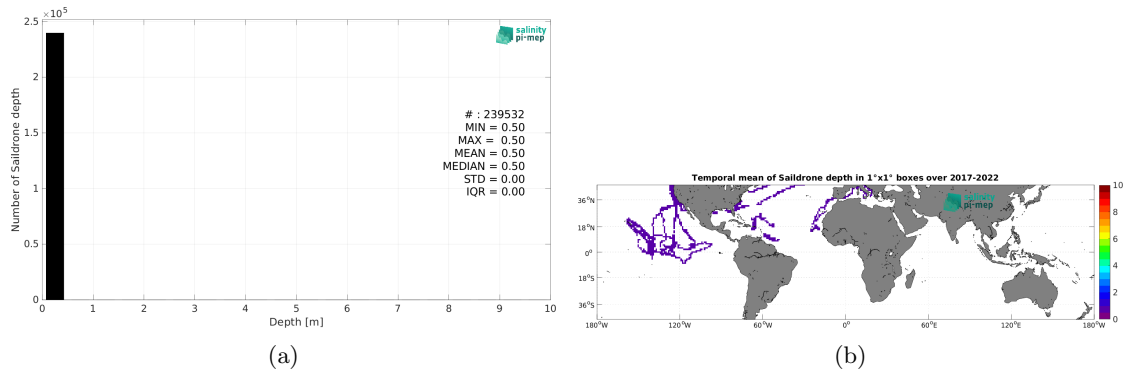 ×10⁵
2.5
2
1.5
1
0.5
0
0 1 2 3 4 5 6 7 8 9 10
Number of Saildrone depth
Depth [m]
salinity
pi-mep
# : 239532
MIN = 0.50
MAX = 0.50
MEAN = 0.50
MEDIAN = 0.50
STD = 0.00
IQR = 0.00
(a)
Temporal mean of Saildrone depth in 1°x1° boxes over 2017-2022
salinity
pi-mep
36°N
18°N
0°
18°S
36°S
180°W 120°W 60°W 0° 60°E 120°E 180°W
10
8
6
4
2
0
(b)